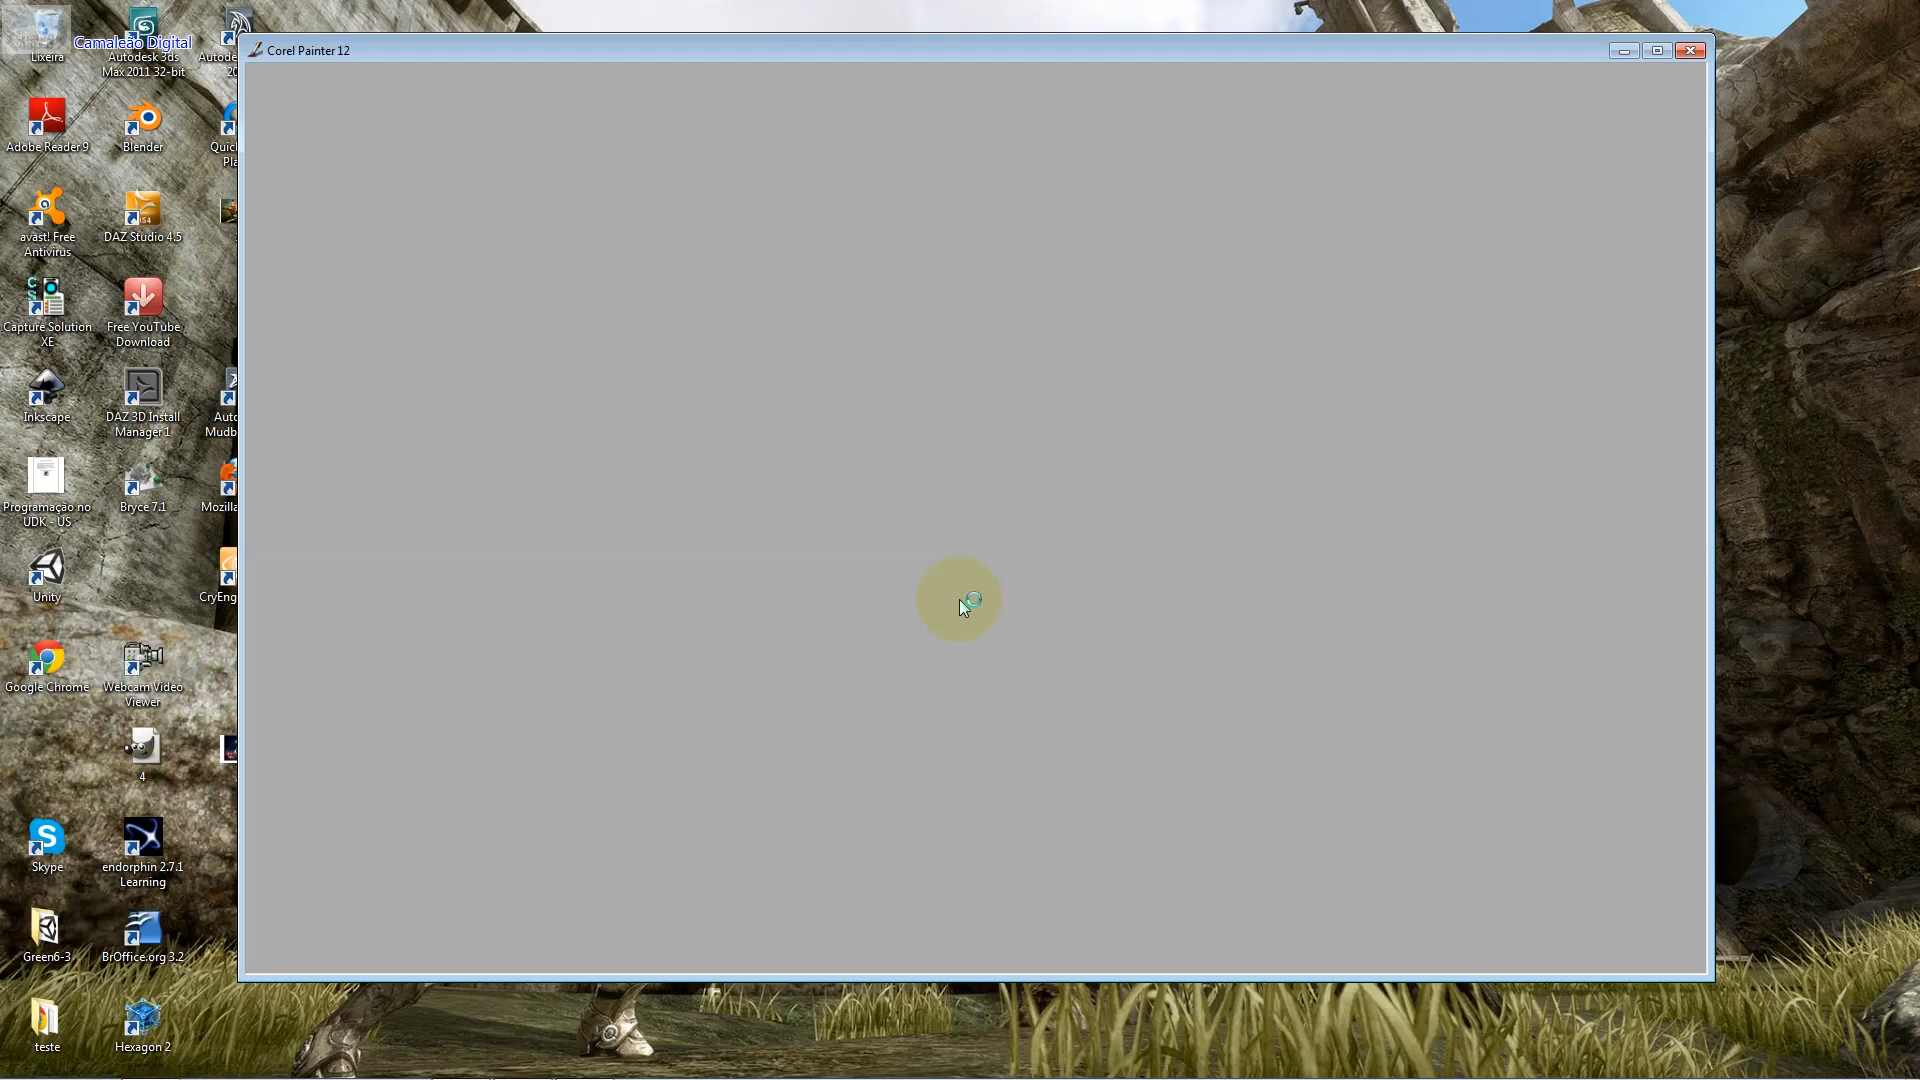 Corel Painter 12
Camaleão Digital
Lixeira
Autodesk 3ds
Max 2011 32-bit
Adobe Reader 9
Blender
avast! Free
Antivirus
DAZ Studio 4.5
Capture Solution
XE
Free YouTube
Download
Inkscape
DAZ 3D Install
Manager 1
Programação no
UDK - US
Bryce 7.1
Mozilla
Unity
Google Chrome
Webcam Video
Viewer
4
Skype
endorphin 2.7.1
Learning
Green6-3
BrOffice.org 3.2
teste
Hexagon 2